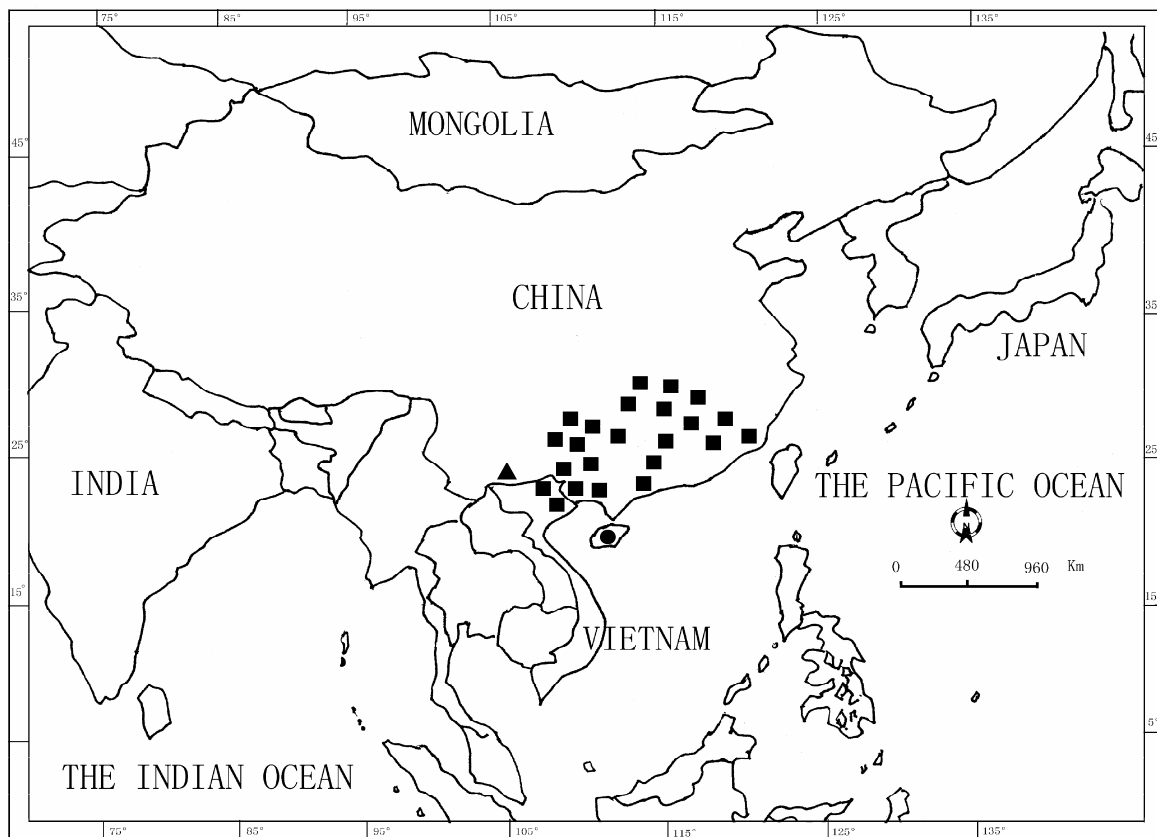 75° 85° 95° 105° 115° 125° 135°
MONGOLIA
45° 45
CHINA
35° 35
JAPAN
25° 25
INDIA
THE PACIFIC OCEAN
N
0 480 960 Km
15° 15
VIETNAM
5°
THE INDIAN OCEAN
75° 85° 95° 105° 115° 125° 135°